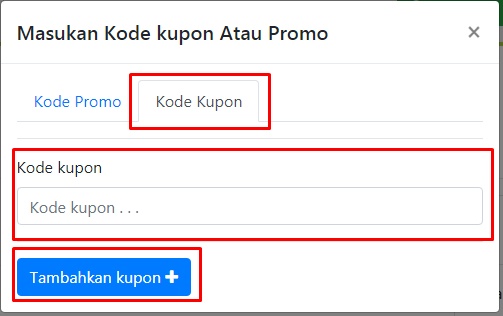 Masukan Kode kupon Atau Promo ×
Kode Promo Kode Kupon
Kode kupon
Kode kupon . . .
Tambahkan kupon +